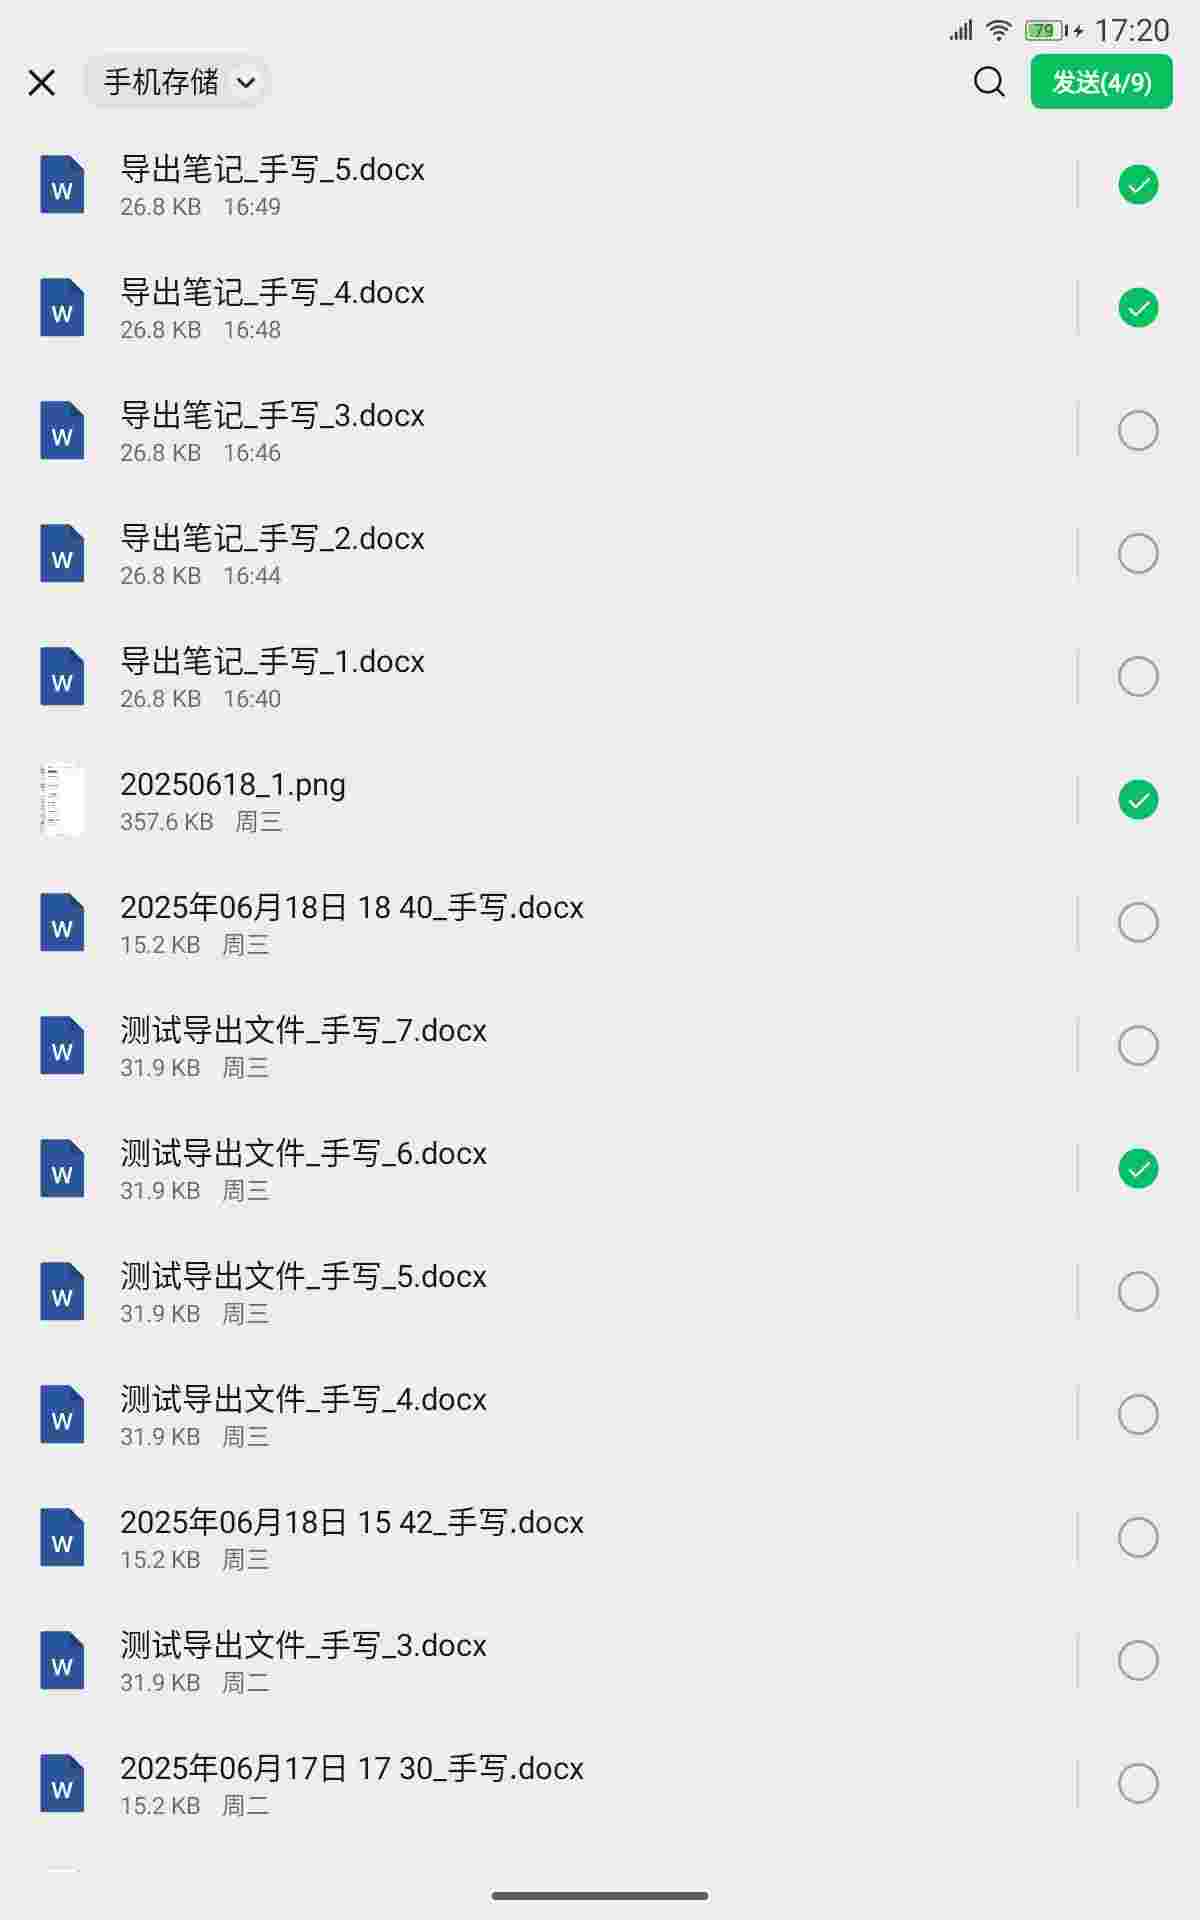 79 17:20
手机存储 发送(4/9)
W 导出笔记_手写_5.docx
26.8 KB 16:49
W 导出笔记_手写_4.docx
26.8 KB 16:48
W 导出笔记_手写_3.docx
26.8 KB 16:46
W 导出笔记_手写_2.docx
26.8 KB 16:44
W 导出笔记_手写_1.docx
26.8 KB 16:40
20250618_1.png
357.6 KB 周三
W 2025年06月18日 18 40_手写.docx
15.2 KB 周三
W 测试导出文件_手写_7.docx
31.9 KB 周三
W 测试导出文件_手写_6.docx
31.9 KB 周三
W 测试导出文件_手写_5.docx
31.9 KB 周三
W 测试导出文件_手写_4.docx
31.9 KB 周三
W 2025年06月18日 15 42_手写.docx
15.2 KB 周三
W 测试导出文件_手写_3.docx
31.9 KB 周二
W 2025年06月17日 17 30_手写.docx
15.2 KB 周二